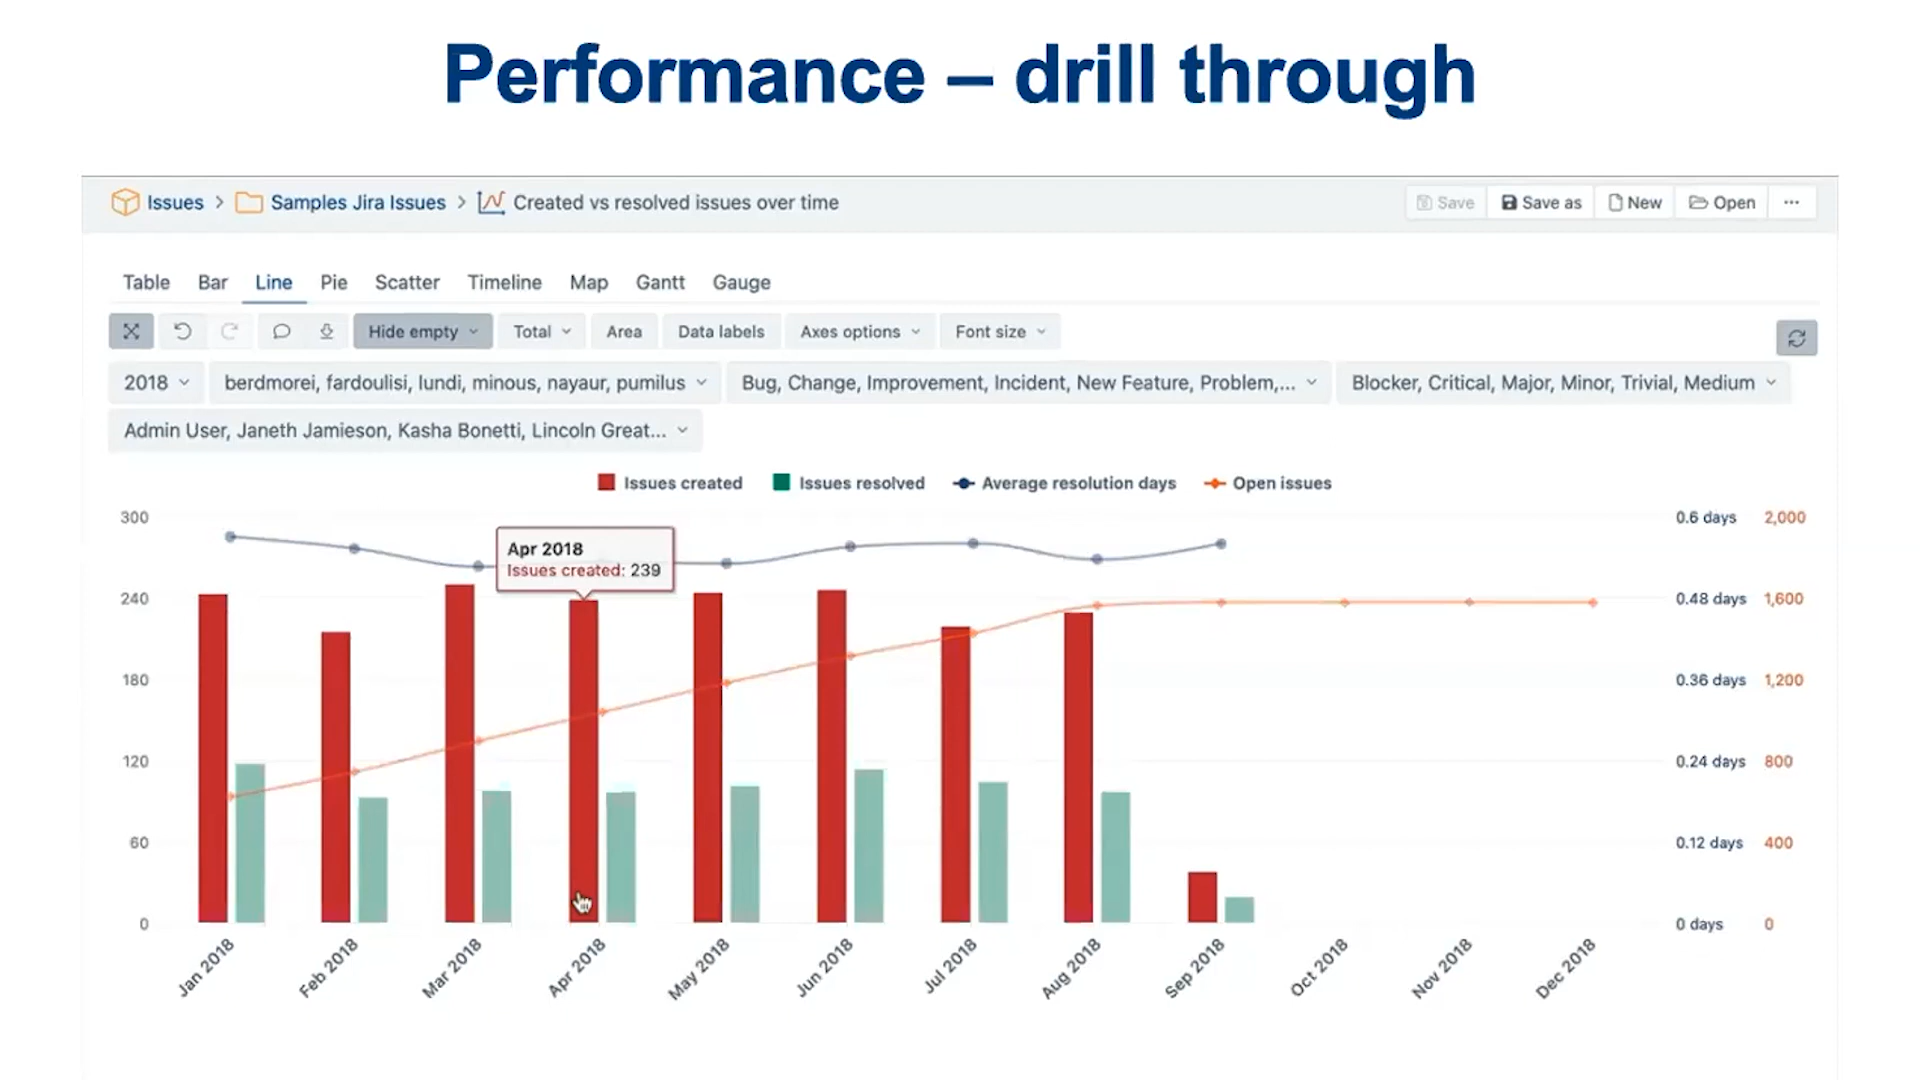 Performance – drill through
Issues > Samples Jira Issues > Created vs resolved issues over time
Save Save as New Open ...
Table Bar Line Pie Scatter Timeline Map Gantt Gauge
Hide empty Total Area Data labels Axes options Font size
2018 berdmorei, fardoulisi, lundi, minous, nayaur, pumilus Bug, Change, Improvement, Incident, New Feature, Problem,... Blocker, Critical, Major, Minor, Trivial, Medium
Admin User, Janeth Jamieson, Kasha Bonetti, Lincoln Great...
Issues created Issues resolved Average resolution days Open issues
300 0.6 days 2,000
Apr 2018
Issues created: 239
240 0.48 days 1,600
180 0.36 days 1,200
120 0.24 days 800
60 0.12 days 400
0 0 days 0
Jan 2018 Feb 2018 Mar 2018 Apr 2018 May 2018 Jun 2018 Jul 2018 Aug 2018 Sep 2018 Oct 2018 Nov 2018 Dec 2018